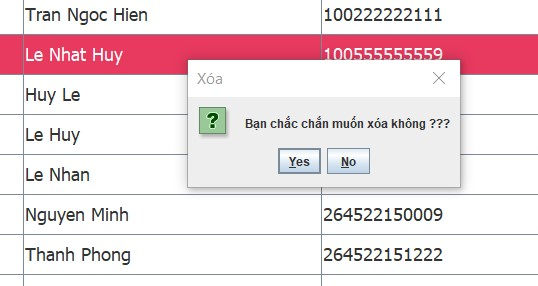 Tran Ngoc Hien 100222222111
Le Nhat Huy 100555555559
Xóa
Huy Le
Bạn chắc chắn muốn xóa không ???
Le Huy
Yes No
Le Nhan
Nguyen Minh 264522150009
Thanh Phong 264522151222